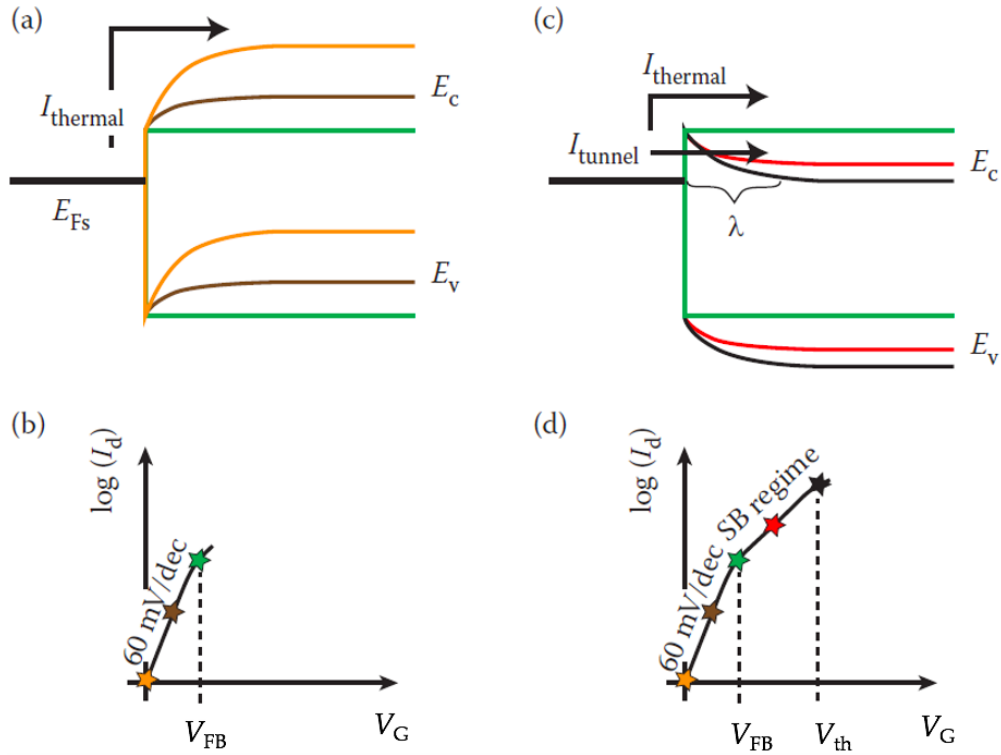 (a)
I_thermal
E_c
E_Fs
E_v
(c)
I_thermal
I_tunnel
E_c
λ
E_v
(b)
log (I_d)
60 mV/dec
V_FB
V_G
(d)
log (I_d)
60 mV/dec
SB regime
V_FB
V_th
V_G